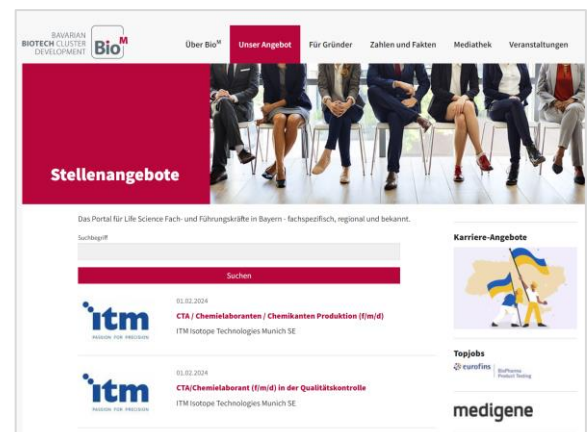 BAVARIAN
BIOTECH CLUSTER
DEVELOPMENT
BioM
Über BioM
Unser Angebot
Für Gründer
Zahlen und Fakten
Mediathek
Veranstaltungen
Stellenangebote
Das Portal für Life Science Fach- und Führungskräfte in Bayern - fachspezifisch, regional und bekannt.
Suchbegriff
Suchen
itm
PASSION FOR PRECISION
01.02.2024
CTA / Chemielaboranten / Chemikanten Produktion (f/m/d)
ITM Isotope Technologies Munich SE
itm
PASSION FOR PRECISION
01.02.2024
CTA/Chemielaborant (f/m/d) in der Qualitätskontrolle
ITM Isotope Technologies Munich SE
Karriere-Angebote
Topjobs
eurofins
BioPharma
Product Testing
medigene